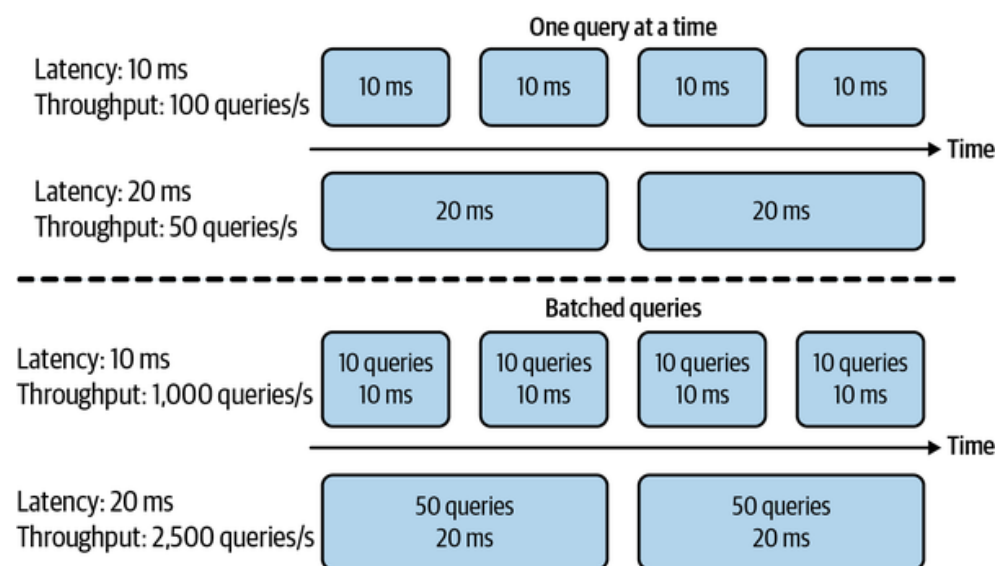 One query at a time
Latency: 10 ms
Throughput: 100 queries/s
10 ms
10 ms
10 ms
10 ms
Time
Latency: 20 ms
Throughput: 50 queries/s
20 ms
20 ms
Batched queries
Latency: 10 ms
Throughput: 1,000 queries/s
10 queries
10 ms
10 queries
10 ms
10 queries
10 ms
10 queries
10 ms
Time
Latency: 20 ms
Throughput: 2,500 queries/s
50 queries
20 ms
50 queries
20 ms